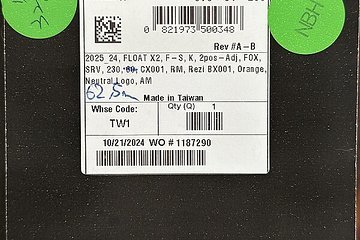 0 821973 500348
Rev #A-B
2025 24, FLOAT X2, F-S, K, 2pos-Adj, FOX,
SRV, 230, 60, CX001, RM, Rezi BX001, Orange,
Neutral Logo, AM
62.5m
Made in Taiwan
Whse Code:
Qty (Q) 1
TW1
10/21/2024 WO # 1187290
NBH